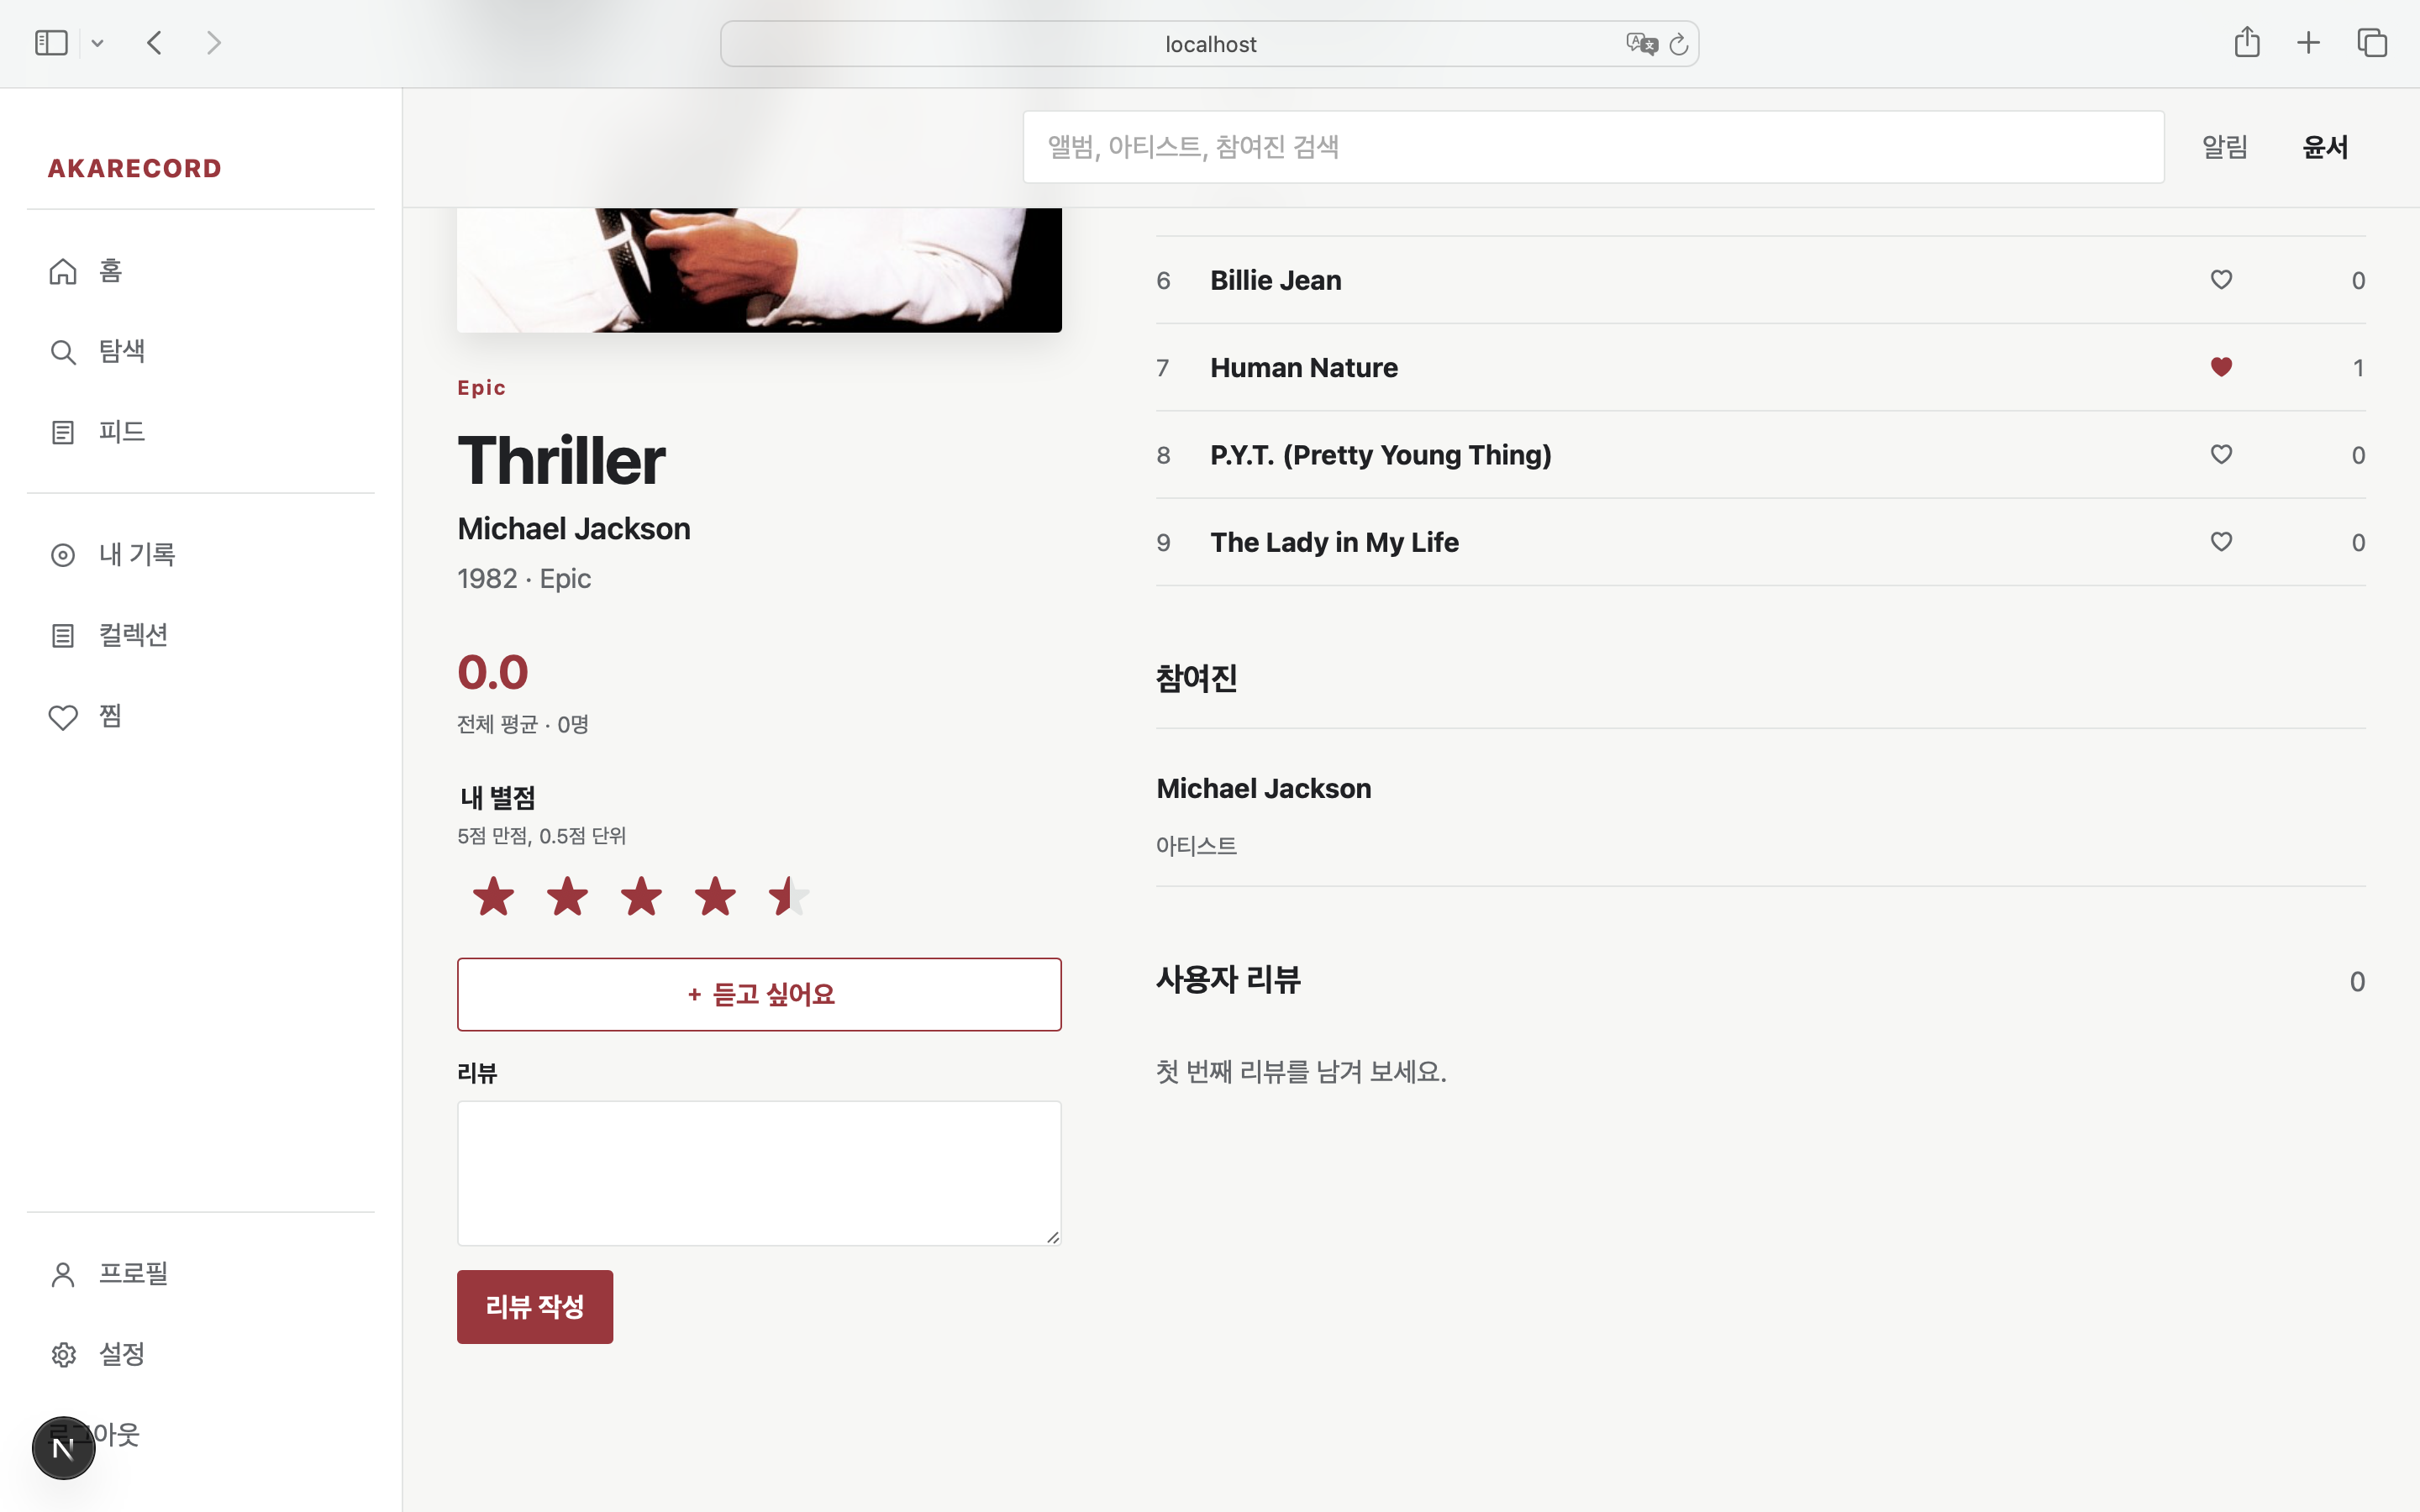 localhost
AKARECORD
홈
탐색
피드
내 기록
컬렉션
찜
프로필
설정
아웃
N
앨범, 아티스트, 참여진 검색
알림
윤서
Epic
Thriller
Michael Jackson
1982 · Epic
0.0
전체 평균 · 0명
내 별점
5점 만점, 0.5점 단위
+ 듣고 싶어요
리뷰
리뷰 작성
6 Billie Jean 0
7 Human Nature 1
8 P.Y.T. (Pretty Young Thing) 0
9 The Lady in My Life 0
참여진
Michael Jackson
아티스트
사용자 리뷰 0
첫 번째 리뷰를 남겨 보세요.